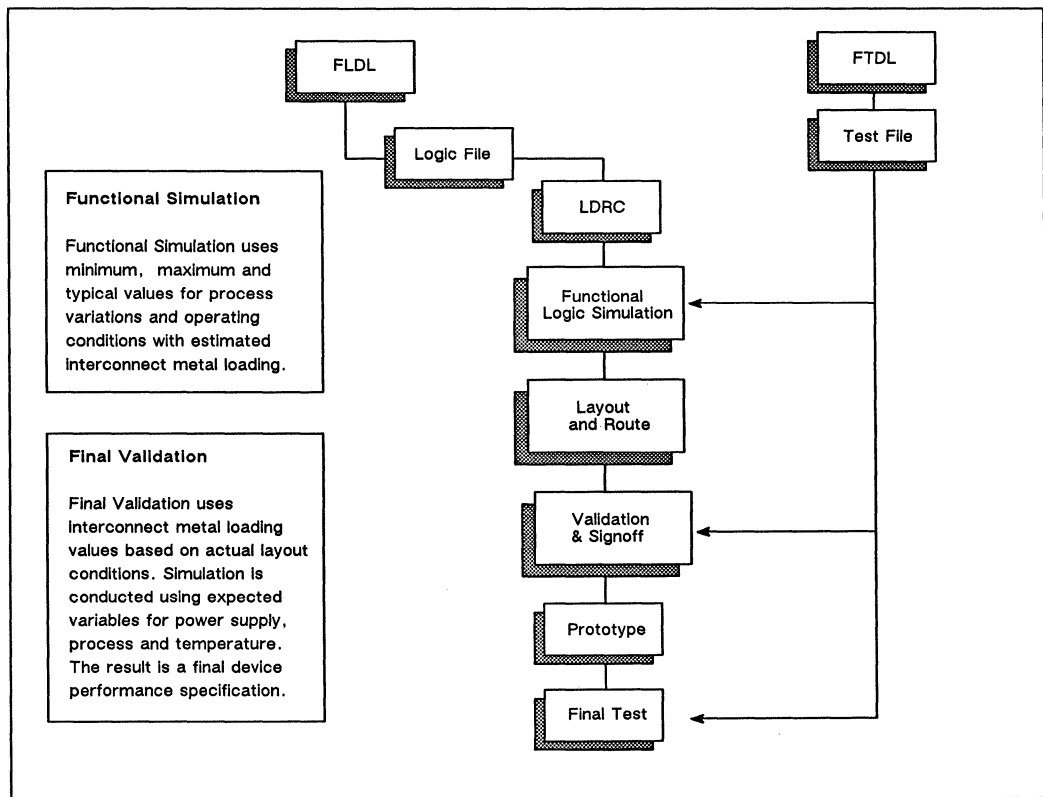 FLDL
FTDL
Logic File
Test File
LDRC
Functional Simulation
Functional Simulation uses
minimum, maximum and
typical values for process
variations and operating
conditions with estimated
interconnect metal loading.
Functional
Logic Simulation
Layout
and Route
Final Validation
Final Validation uses
interconnect metal loading
values based on actual layout
conditions. Simulation is
conducted using expected
variables for power supply,
process and temperature.
The result is a final device
performance specification.
Validation
& Signoff
Prototype
Final Test